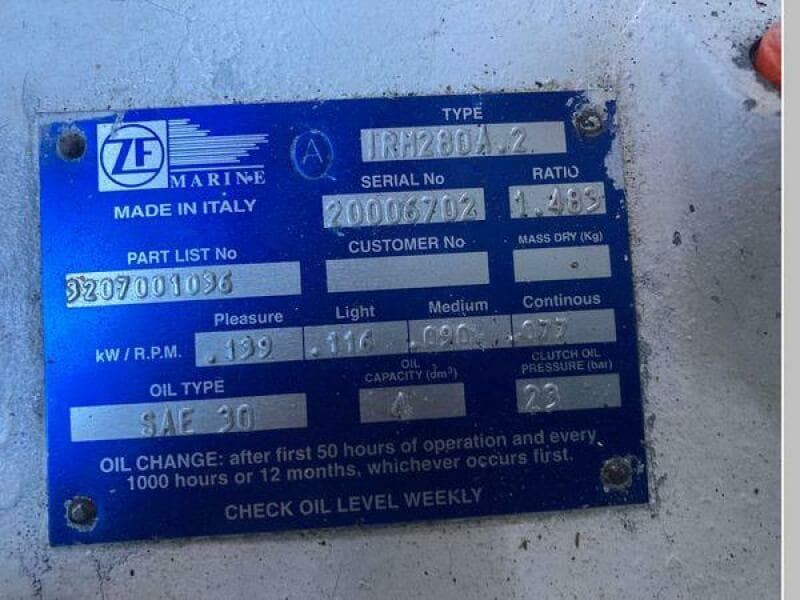 ZF
MARINE
MADE IN ITALY
A
TYPE
IRM280A.2
SERIAL No
20006702
RATIO
1.489
PART LIST No
3207001036
CUSTOMER No
MASS DRY (Kg)
.
kW / R.P.M.
Pleasure Light Medium Continous
.139 .116 .090 .077
OIL TYPE
SAE 30
OIL
CAPACITY (dm³)
4
CLUTCH OIL
PRESSURE (bar)
23
OIL CHANGE: after first 50 hours of operation and every
1000 hours or 12 months, whichever occurs first.
CHECK OIL LEVEL WEEKLY